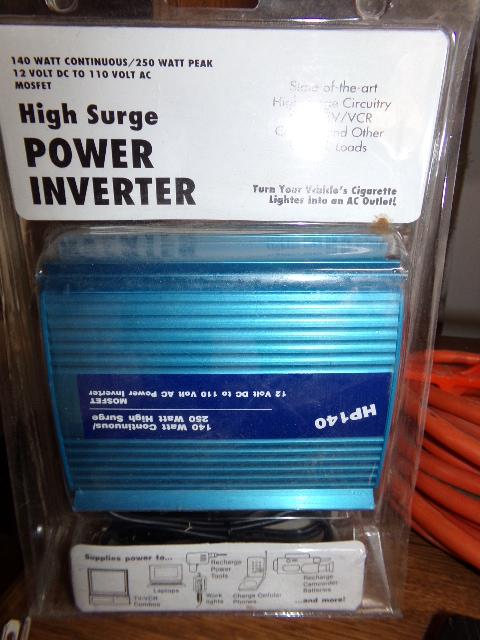 140 WATT CONTINUOUS/250 WATT PEAK
12 VOLT DC TO 110 VOLT AC
MOSFET
High Surge
POWER
INVERTER
State-of-the-art
Circuitry
TV/VCR
and Other
Loads
Turn Your Vehicle's Cigarette
Lighter into an AC Outlet!
HP140
140 Watt Continuous/
250 Watt High Surge
MOSFET
12 Volt DC to 110 Volt AC Power Inverter
Supplies power to...
TV/VCR
Combos
Laptops
Recharge
Power
Tools
Work
lights
Charge Cellular
Phones
Recharge
Camcorder
Batteries
...and more!